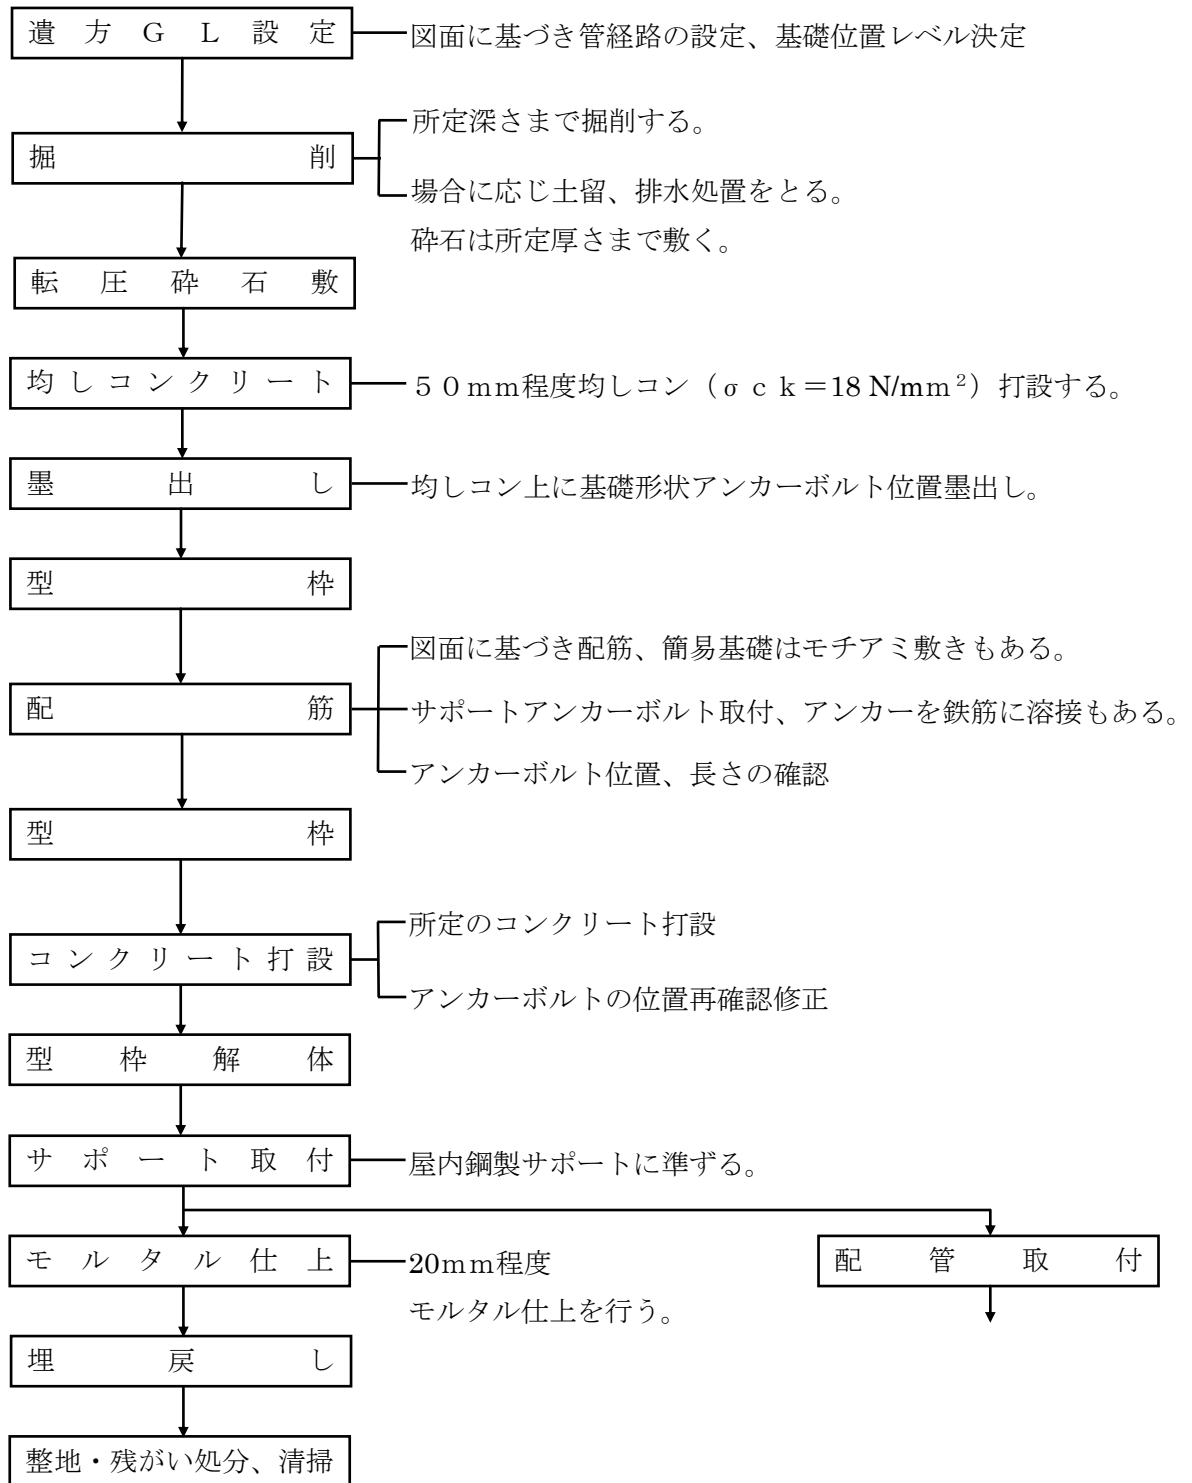 遺方GL設定
図面に基づき管経路の設定、基礎位置レベル決定
掘削
所定深さまで掘削する。
場合に応じ土留、排水処置をとる。
砕石は所定厚さまで敷く。
転圧砕石敷
均しコンクリート
５０mm程度均しコン（σｃｋ＝18 N/mm²）打設する。
墨出し
均しコン上に基礎形状アンカーボルト位置墨出し。
型枠
配筋
図面に基づき配筋、簡易基礎はモチアミ敷きもある。
サポートアンカーボルト取付、アンカーを鉄筋に溶接もある。
アンカーボルト位置、長さの確認
型枠
コンクリート打設
所定のコンクリート打設
アンカーボルトの位置再確認修正
型枠解体
サポート取付
屋内鋼製サポートに準ずる。
モルタル仕上
20mm程度
モルタル仕上を行う。
配管取付
埋戻し
整地・残がい処分、清掃